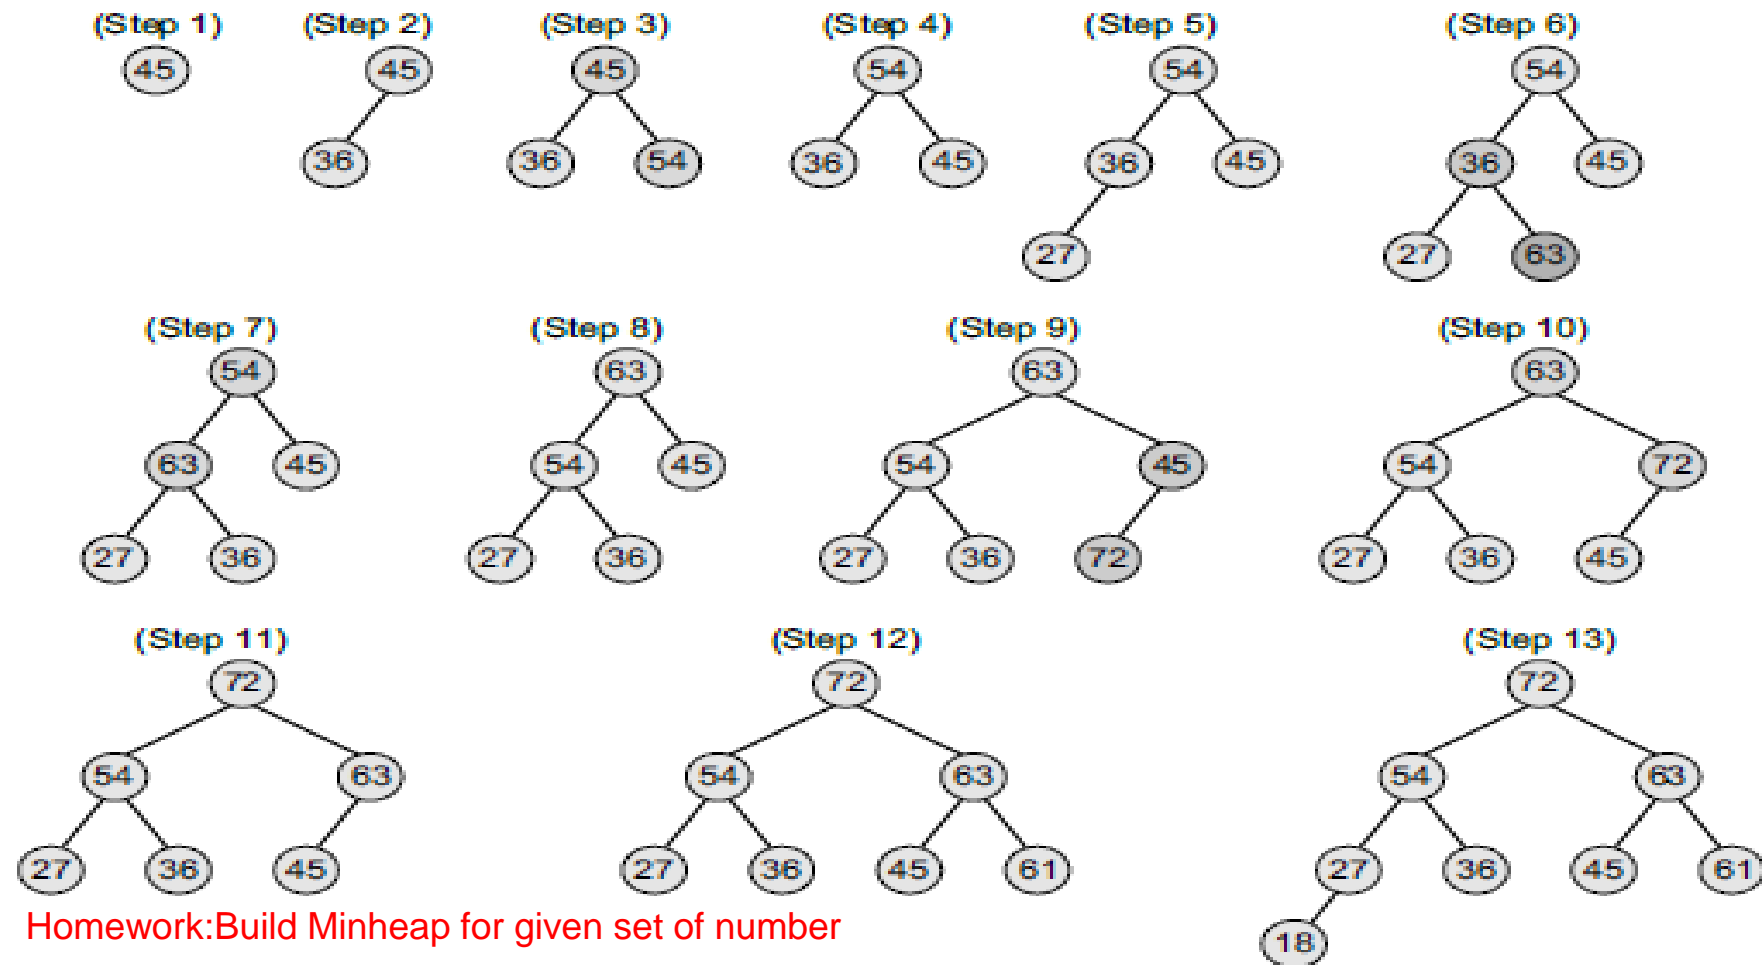 (Step 1) (Step 2) (Step 3) (Step 4) (Step 5) (Step 6)
45 45 45 54 54 54
36 36 54 36 45 36 45 36 45
27 27 63
(Step 7) (Step 8) (Step 9) (Step 10)
54 63 63 63
63 45 54 45 54 45 54 72
27 36 27 36 27 36 72 27 36 45
(Step 11) (Step 12) (Step 13)
72 72 72
54 63 54 63 54 63
27 36 45 27 36 45 61 27 36 45 61
Homework:Build Minheap for given set of number
18